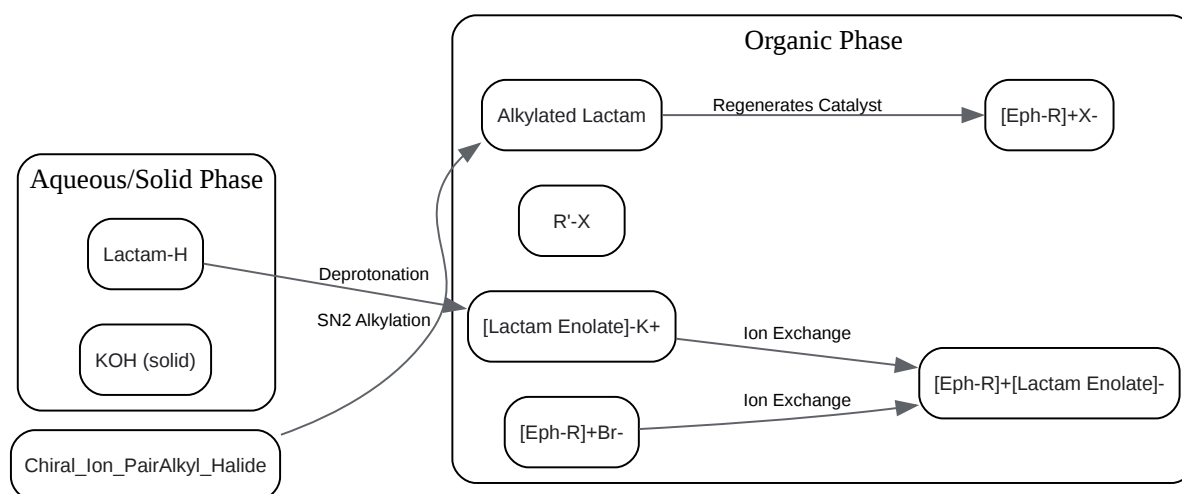 Organic Phase
Alkylated Lactam
Regenerates Catalyst
[Eph-R]+X-
Aqueous/Solid Phase
R'-X
Lactam-H
Deprotonation
SN2 Alkylation
[Lactam Enolate]-K+
Ion Exchange
KOH (solid)
[Eph-R]+[Lactam Enolate]-
Ion Exchange
[Eph-R]+Br-
Chiral_Ion_PairAlkyl_Halide